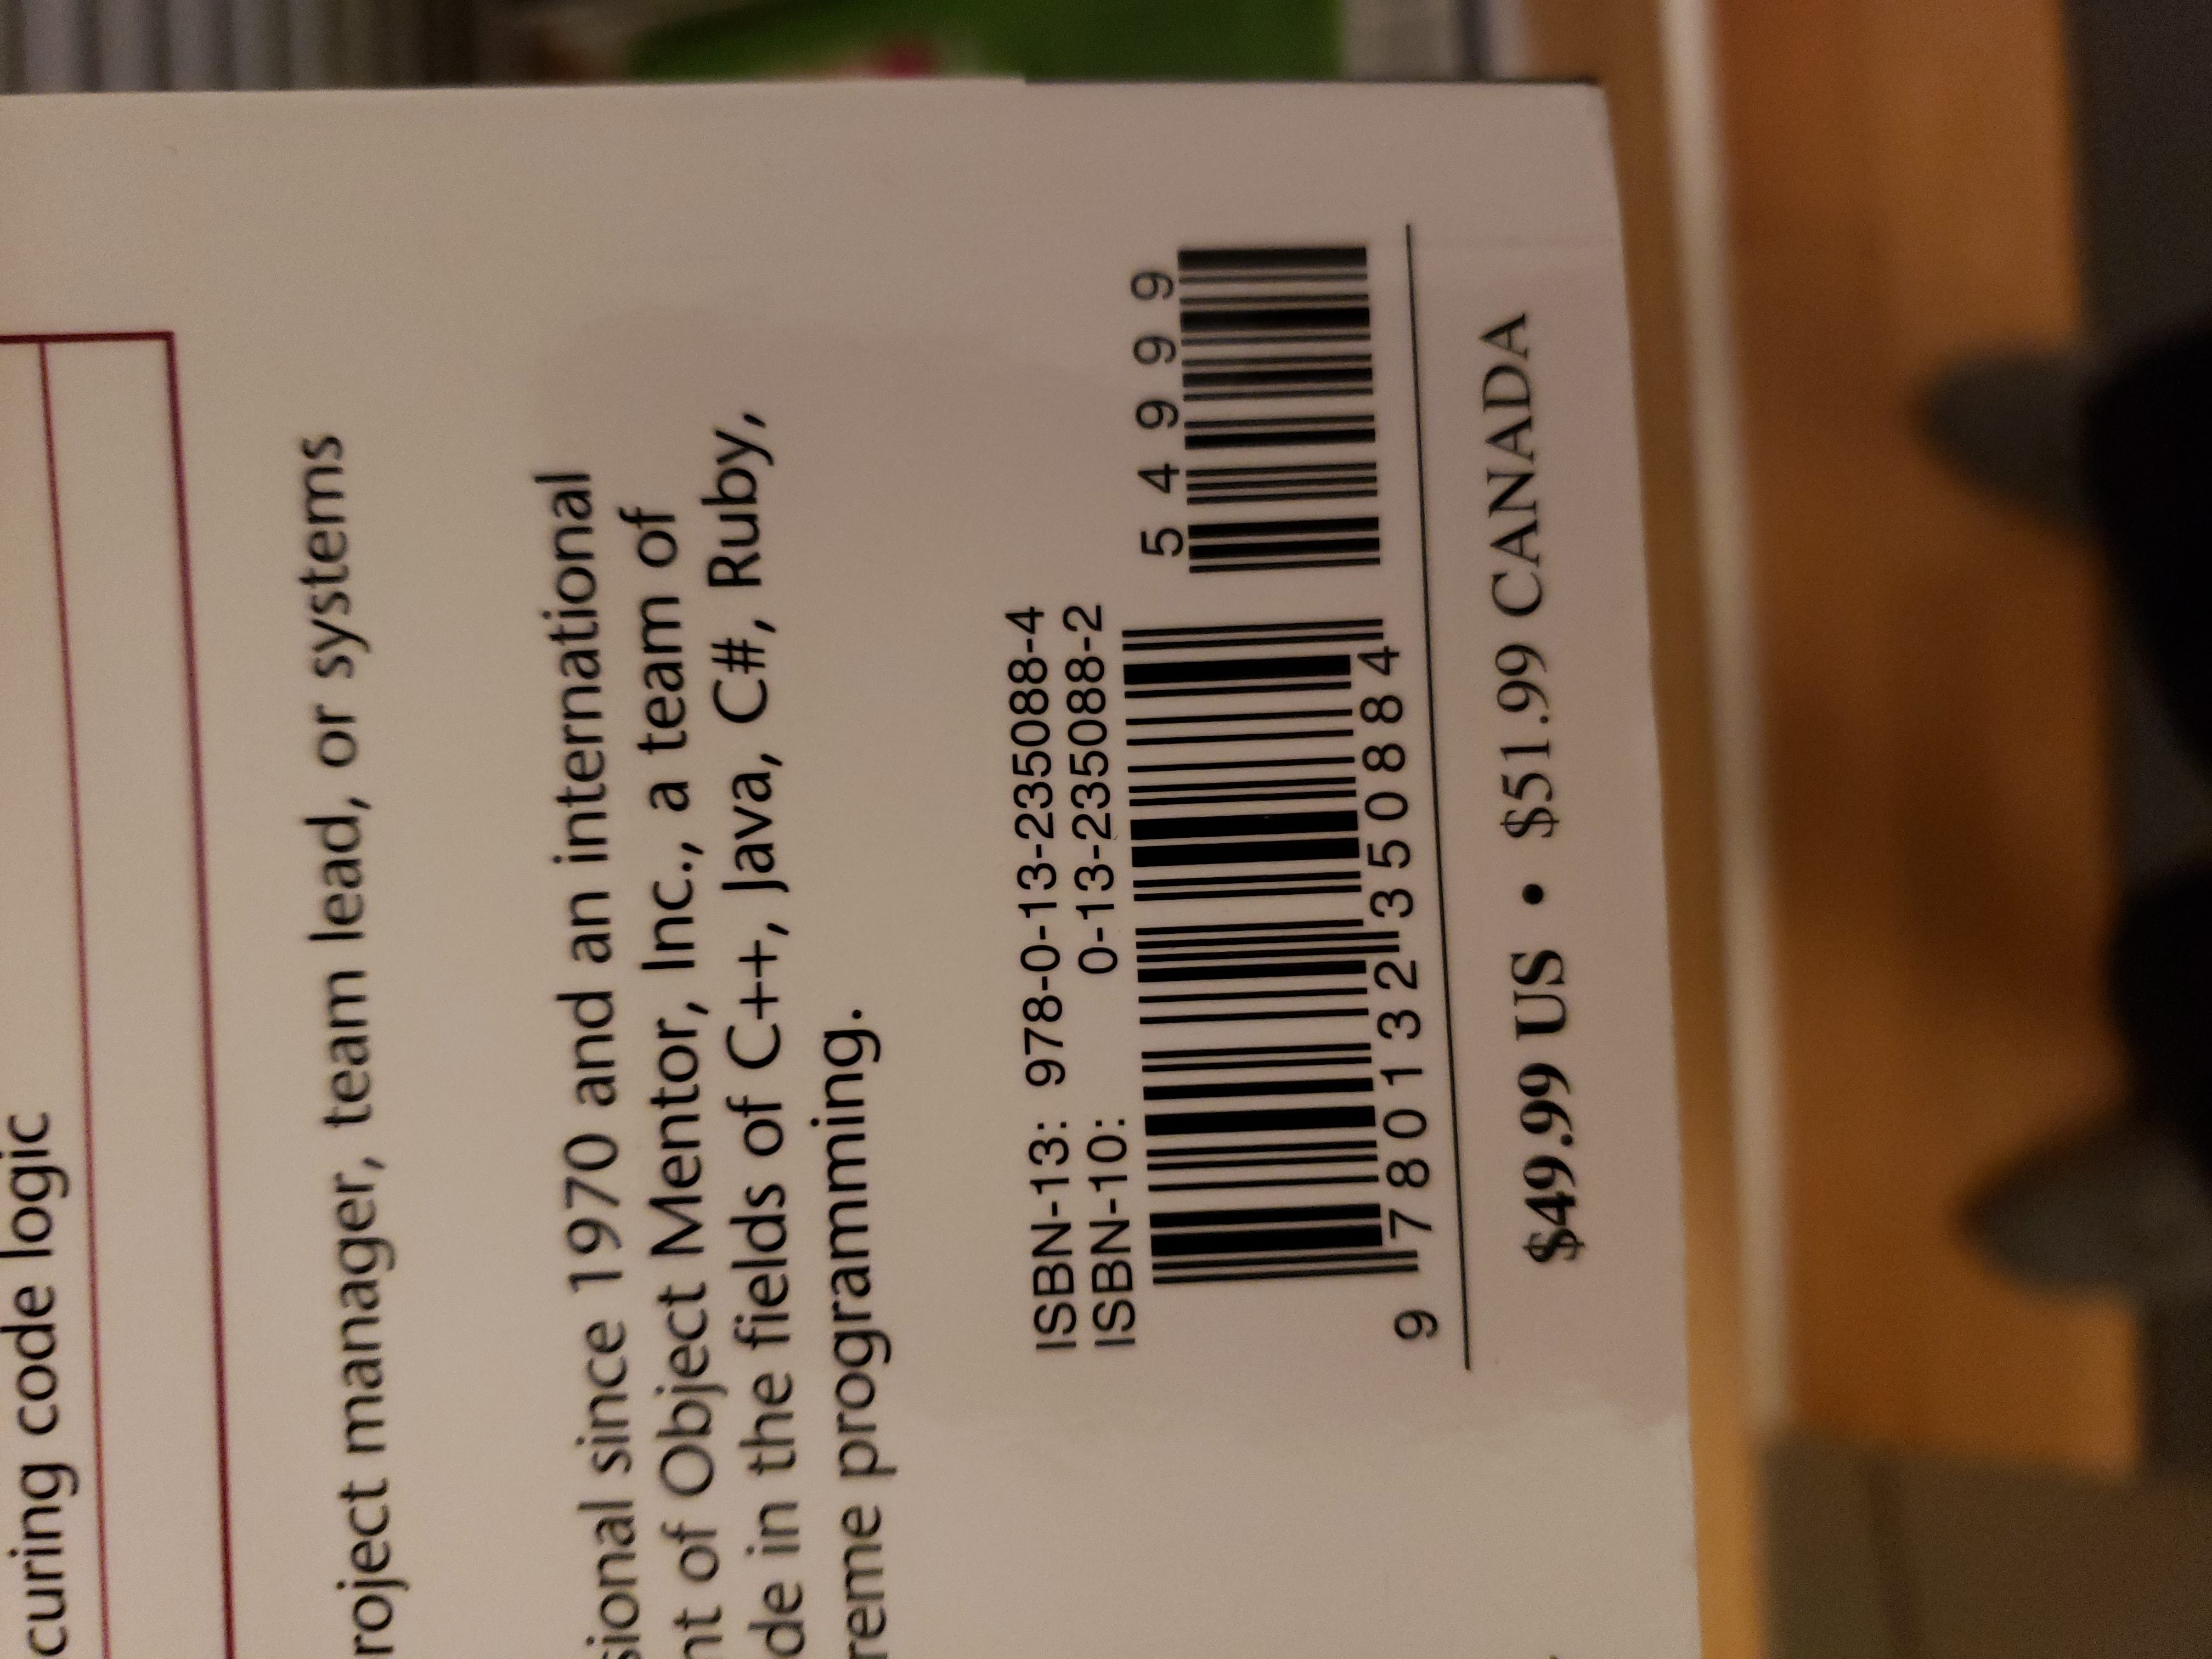 curing code logic
roject manager, team lead, or systems
sional since 1970 and an international
nt of Object Mentor, Inc., a team of
de in the fields of C++, Java, C#, Ruby,
reme programming.
ISBN-13: 978-0-13-235088-4
ISBN-10: 0-13-235088-2
5 4 9 9 9
9 780132 350884
$49.99 US • $51.99 CANADA